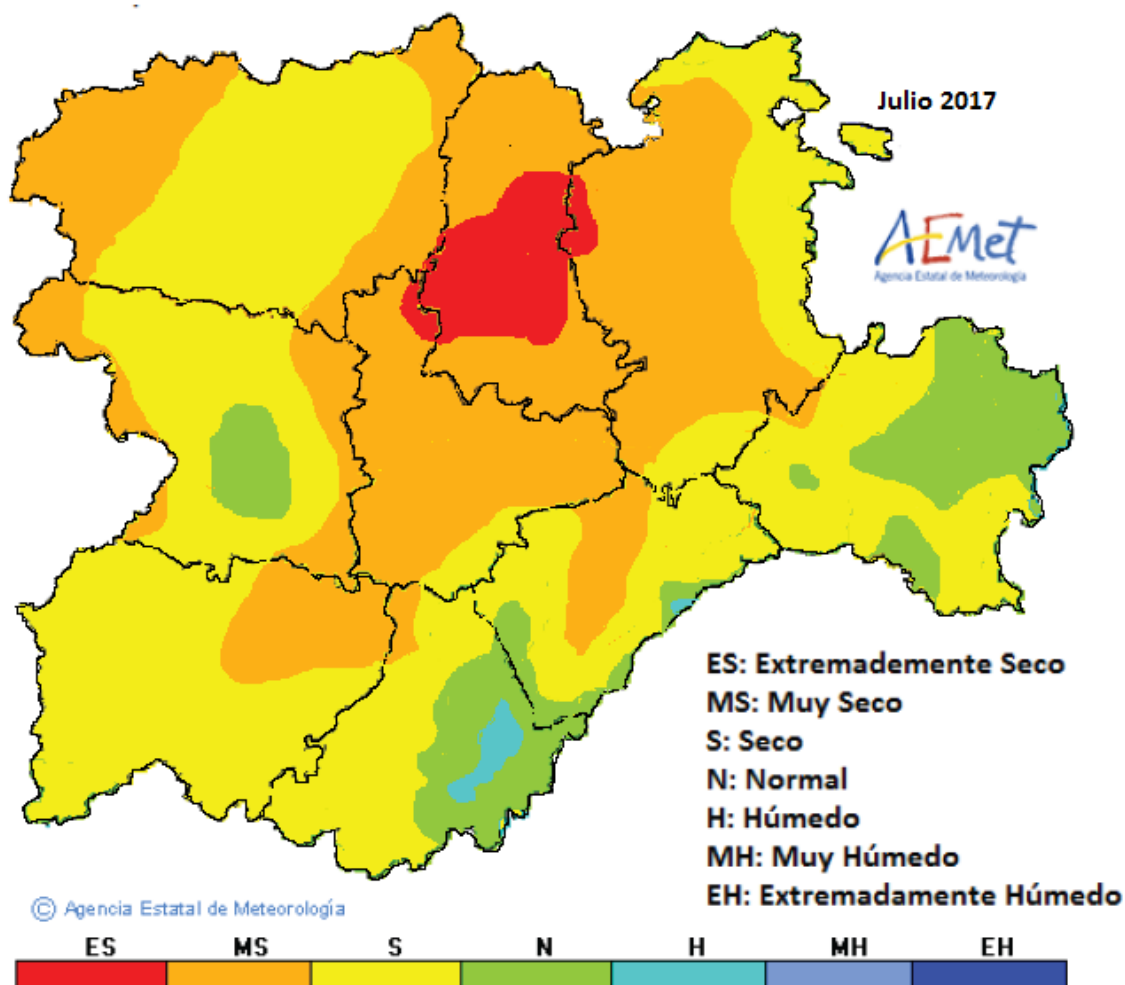 Julio 2017
AEMet
Agencia Estatal de Meteorología
ES: Extremademente Seco
MS: Muy Seco
S: Seco
N: Normal
H: Húmedo
MH: Muy Húmedo
EH: Extremadamente Húmedo
© Agencia Estatal de Meteorología
ES MS S N H MH EH